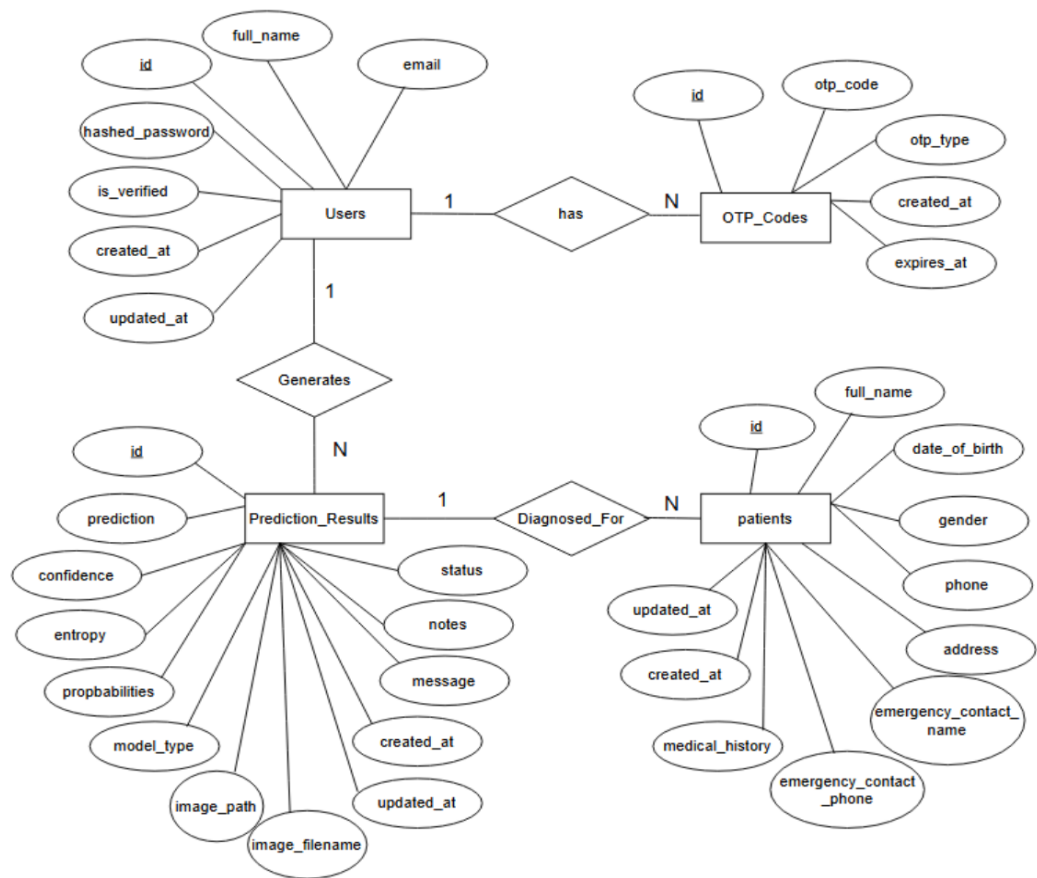 full_name
id
email
hashed_password
is_verified
Users
created_at
updated_at
1
has
N
id
otp_code
otp_type
OTP_Codes
created_at
expires_at
1
Generates
N
id
prediction
Prediction_Results
confidence
entropy
propbabilities
model_type
image_path
image_filename
status
notes
message
created_at
updated_at
1
Diagnosed_For
N
id
full_name
date_of_birth
patients
gender
phone
address
updated_at
created_at
medical_history
emergency_contact_
name
emergency_contact
_phone